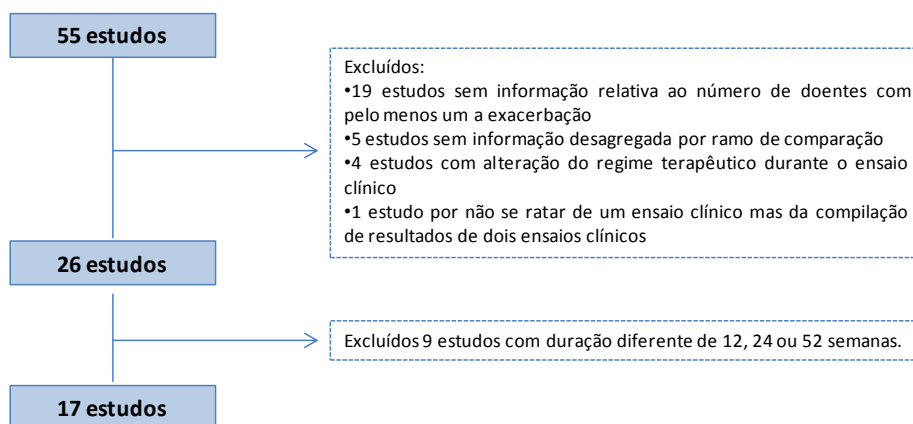 55 estudos
Excluídos:
•19 estudos sem informação relativa ao número de doentes com
pelo menos um a exacerbação
•5 estudos sem informação desagregada por ramo de comparação
•4 estudos com alteração do regime terapêutico durante o ensaio
clínico
•1 estudo por não se ratar de um ensaio clínico mas da compilação
de resultados de dois ensaios clínicos
26 estudos
Excluídos 9 estudos com duração diferente de 12, 24 ou 52 semanas.
17 estudos